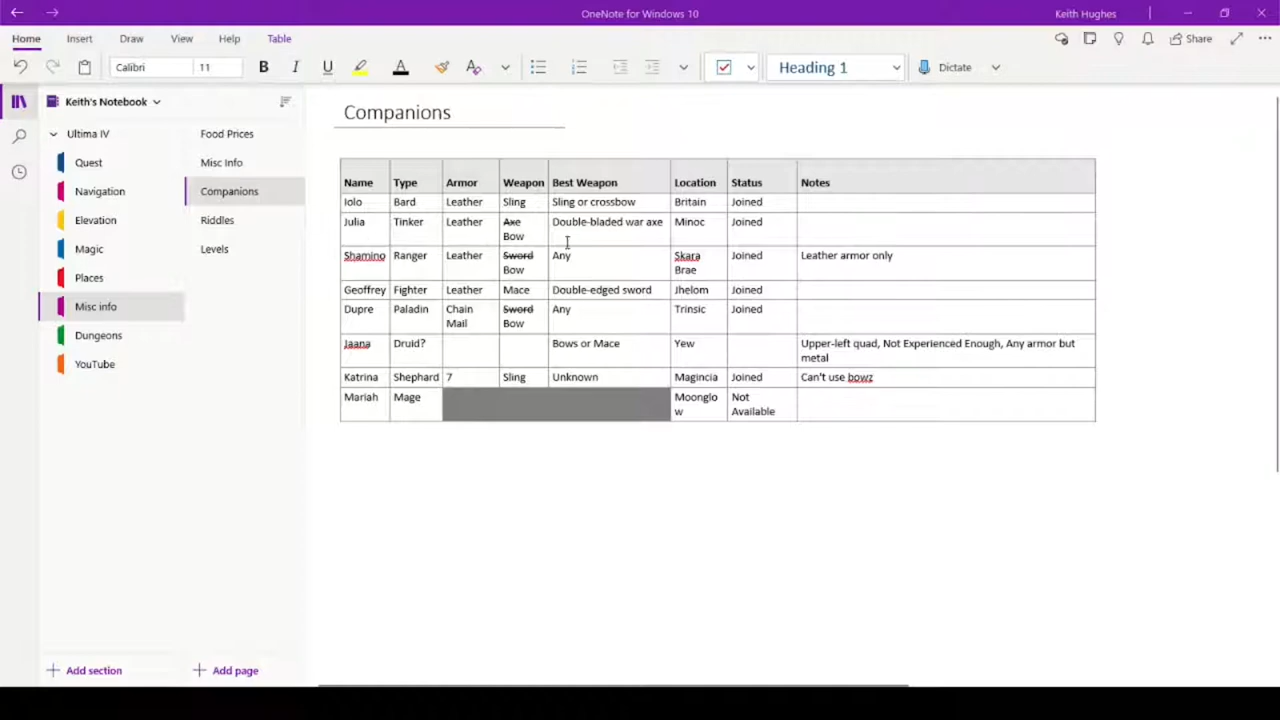 OneNote for Windows 10
Keith Hughes
Home Insert Draw View Help Table
Share
Calibri 11 B I U A A Heading 1 Dictate
Keith's Notebook
Ultima IV
Quest
Navigation
Elevation
Magic
Places
Misc info
Dungeons
YouTube
Add section
Food Prices
Misc Info
Companions
Riddles
Levels
Add page
Companions
Name Type Armor Weapon Best Weapon Location Status Notes
Iolo Bard Leather Sling Sling or crossbow Britain Joined
Julia Tinker Leather Axe Double-bladed war axe Minoc Joined
Bow
Shamino Ranger Leather Sword Any Skara Joined Leather armor only
Bow Brae
Geoffrey Fighter Leather Mace Double-edged sword Jhelom Joined
Dupre Paladin Chain Sword Any Trinsic Joined
Mail Bow
Jaana Druid? Bows or Mace Yew Upper-left quad, Not Experienced Enough, Any armor but
metal
Katrina Shephard 7 Sling Unknown Magincia Joined Can't use bowz
Mariah Mage Moonglo Not
w Available